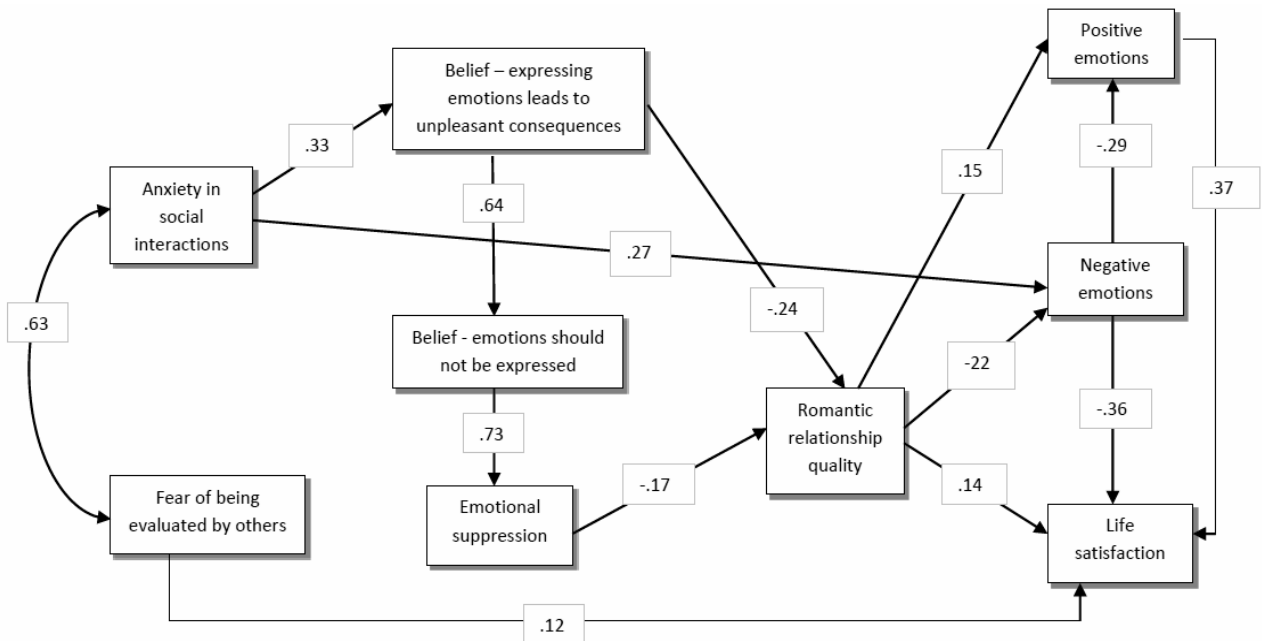 Positive
emotions
Belief – expressing
emotions leads to
unpleasant consequences
.33
.15
-.29
Anxiety in
social
interactions
.64
.37
.27
Negative
emotions
.63
-.24
Belief - emotions should
not be expressed
-22
Romantic
relationship
quality
-.36
.73
Fear of being
evaluated by others
Emotional
suppression
-.17
.14
Life
satisfaction
.12